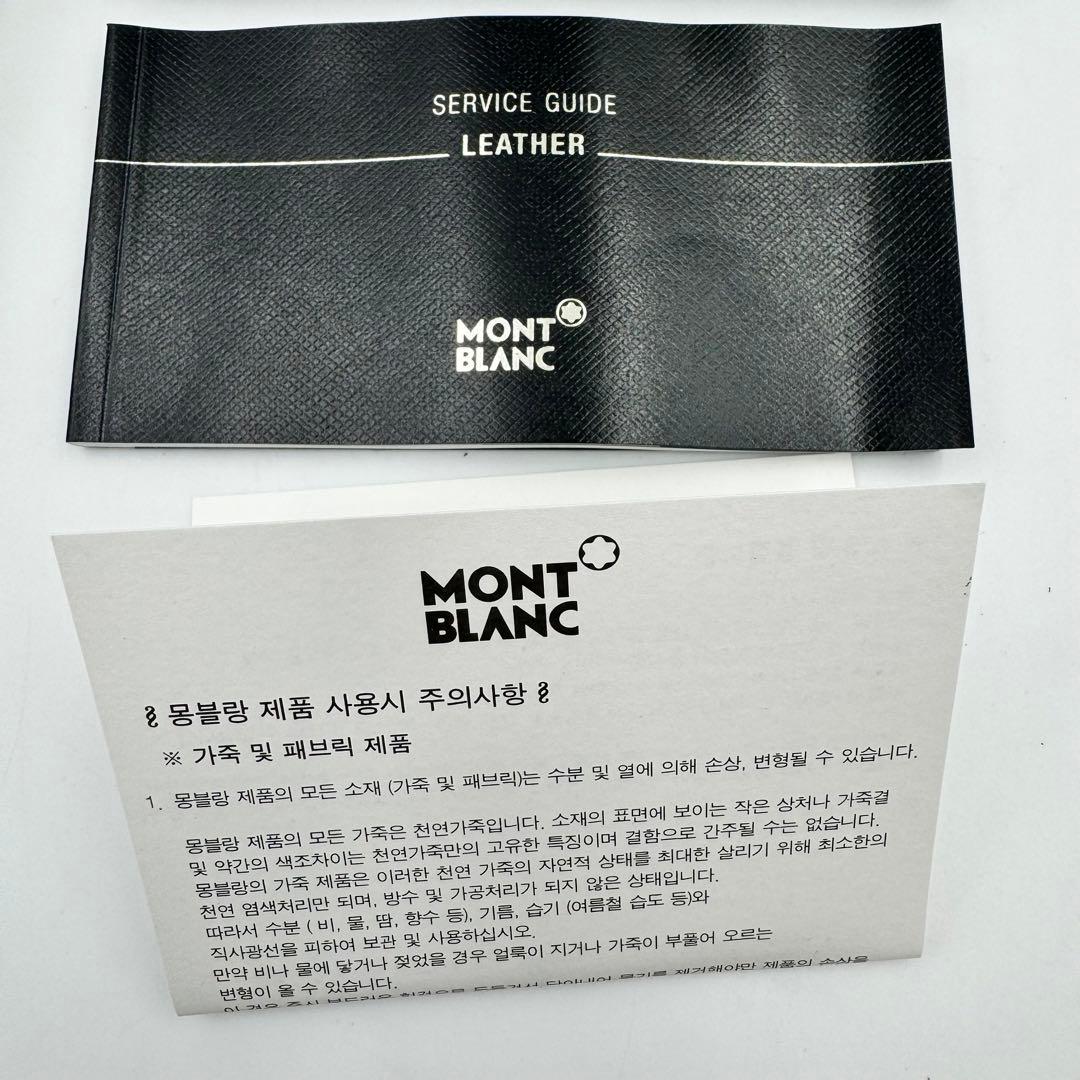 SERVICE GUIDE
LEATHER
MONT
BLANC
MONT
BLANC
몽블랑 제품 사용시 주의사항
※ 가죽 및 패브릭 제품
1. 몽블랑 제품의 모든 소재 (가죽 및 패브릭)는 수분 및 열에 의해 손상, 변형될 수 있습니다.
몽블랑 제품의 모든 가죽은 천연가죽입니다. 소재의 표면에 보이는 작은 상처나 가죽결
및 약간의 색조차이는 천연가죽만의 고유한 특징이며 결함으로 간주될 수는 없습니다.
몽블랑의 가죽 제품은 이러한 천연 가죽의 자연적 상태를 최대한 살리기 위해 최소한의
천연 염색처리만 되며, 방수 및 가공처리가 되지 않은 상태입니다.
따라서 수분 ( 비, 물, 땀, 향수 등), 기름, 습기 (여름철 습도 등)와
직사광선을 피하여 보관 및 사용하십시오.
만약 비나 물에 닿거나 젖었을 경우 얼룩이 지거나 가죽이 부풀어 오르는
변형이 올 수 있습니다.